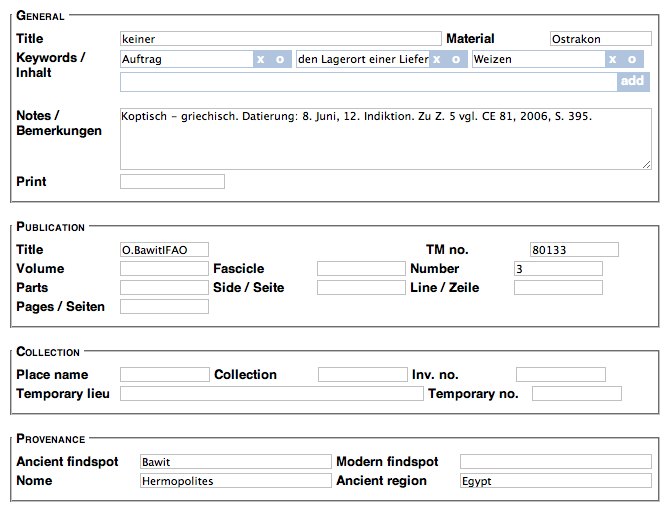 GENERAL
Title keiner Material Ostrakon
Keywords / Inhalt Auftrag x o den Lagerort einer Liefer x o Weizen x o
add
Notes / Bemerkungen Koptisch - griechisch. Datierung: 8. Juni, 12. Indiktion. Zu Z. 5 vgl. CE 81, 2006, S. 395.
Print
PUBLICATION
Title O.BawitIFAO TM no. 80133
Volume Fascicle Number 3
Parts Side / Seite Line / Zeile
Pages / Seiten
COLLECTION
Place name Collection Inv. no.
Temporary lieu Temporary no.
PROVENANCE
Ancient findspot Bawit Modern findspot
Nome Hermopolites Ancient region Egypt